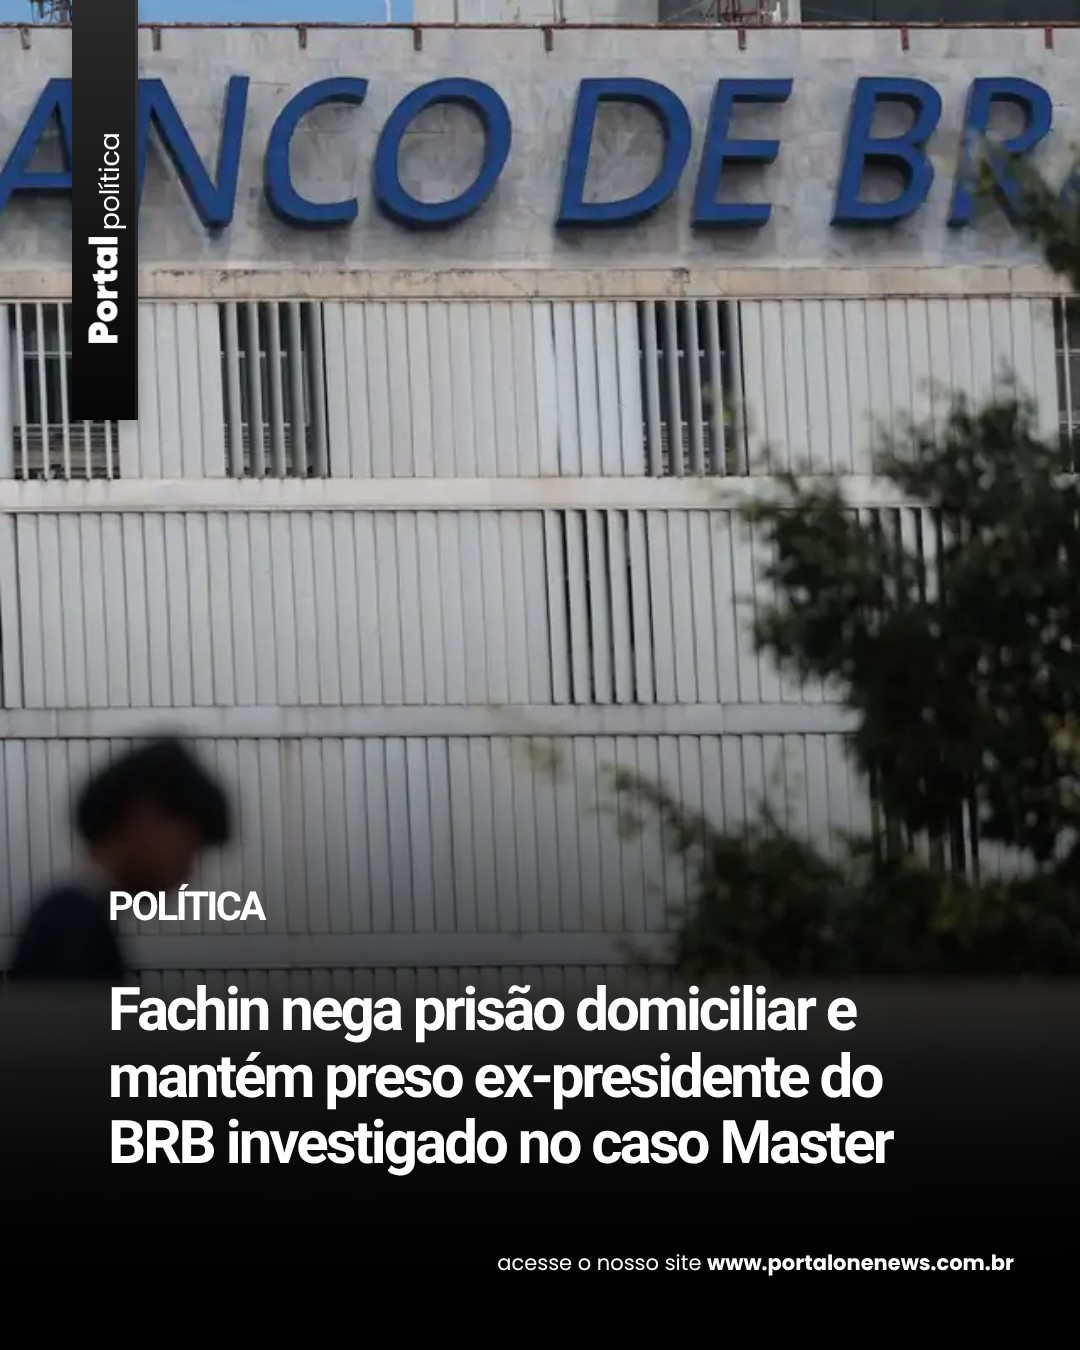 ANCO DE BR
Portal política
POLÍTICA
Fachin nega prisão domiciliar e
mantém preso ex-presidente do
BRB investigado no caso Master
acesse o nosso site www.portalonenews.com.br